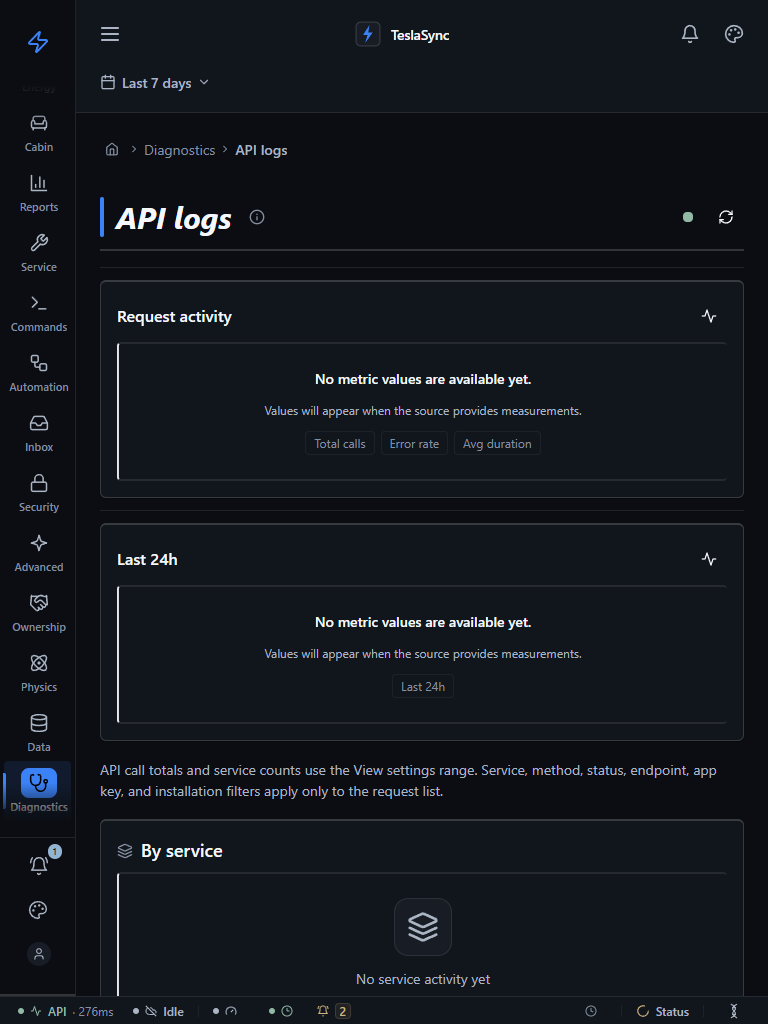 TeslaSync
Last 7 days
Energy
Cabin
Reports
Service
Commands
Automation
Inbox
Security
Advanced
Ownership
Physics
Data
Diagnostics
1
Diagnostics
API logs
API logs
Request activity
No metric values are available yet.
Values will appear when the source provides measurements.
Total calls
Error rate
Avg duration
Last 24h
No metric values are available yet.
Values will appear when the source provides measurements.
Last 24h
API call totals and service counts use the View settings range. Service, method, status, endpoint, app
key, and installation filters apply only to the request list.
By service
No service activity yet
API · 276ms
Idle
2
Status